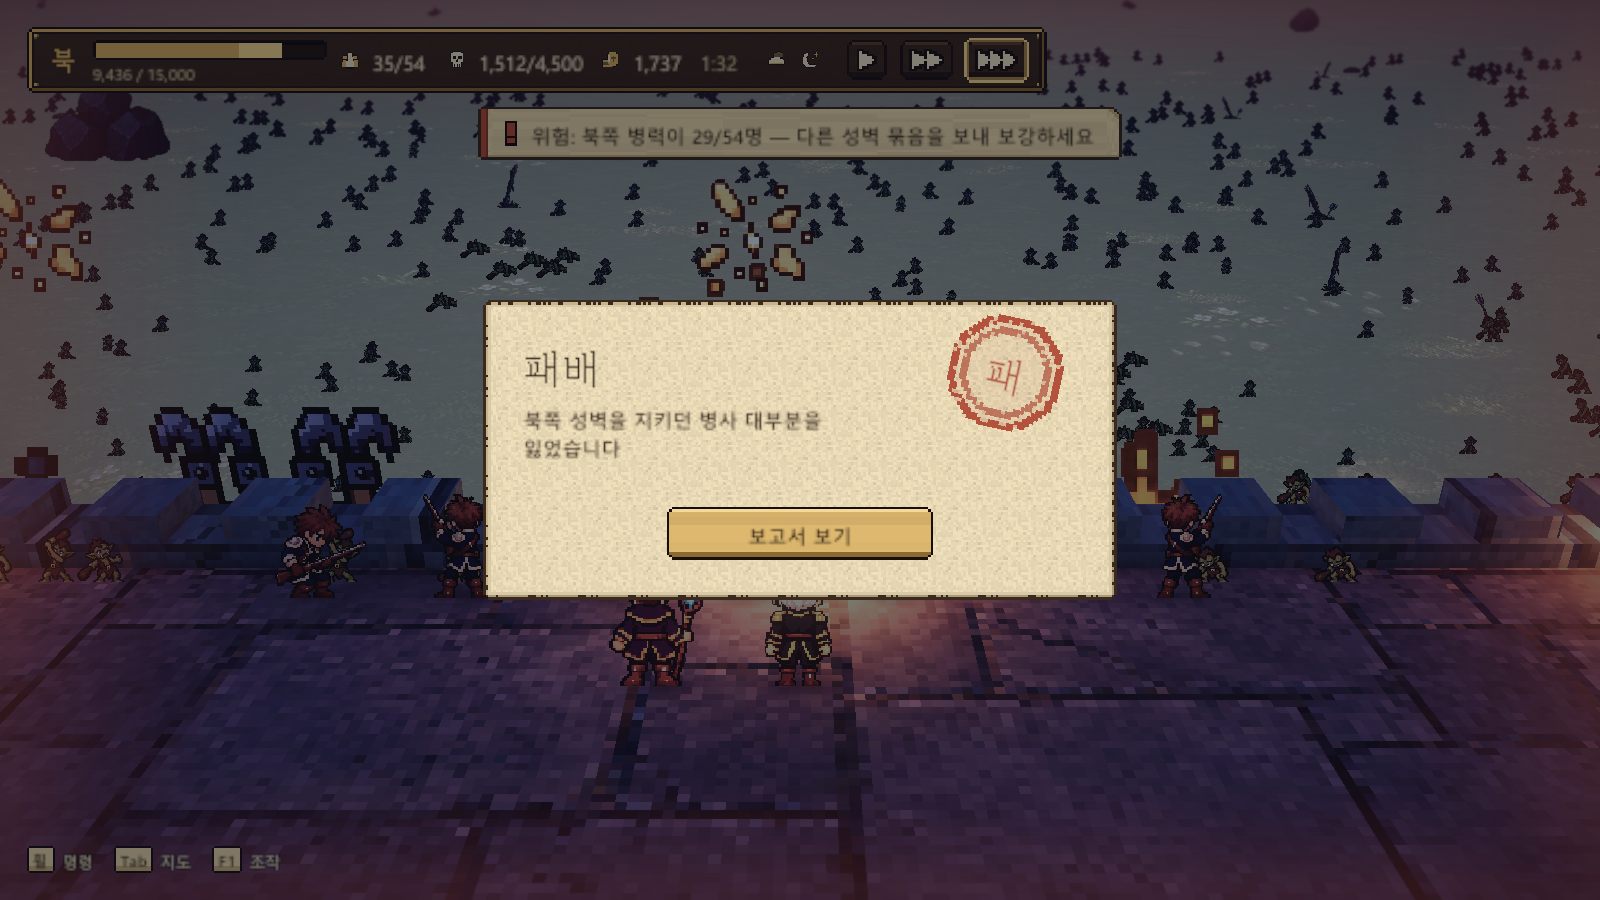 북
9,436 / 15,000
35/54
1,512/4,500
1,737
1:32
위험: 북쪽 병력이 29/54명 — 다른 성벽 묶음을 보내 보강하세요
패배
패
북쪽 성벽을 지키던 병사 대부분을
잃었습니다
보고서 보기
휠 명령 Tab 지도 F1 조작